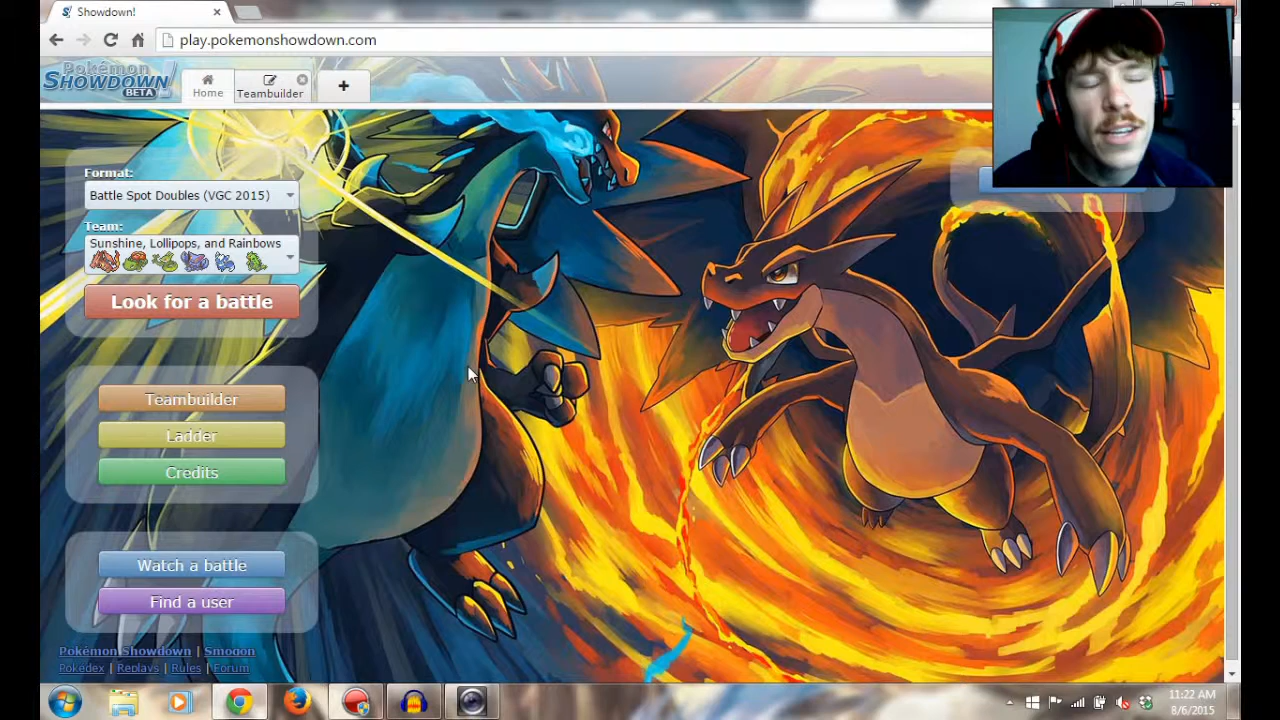 Showdown!
play.pokemonshowdown.com
Pokémon
SHOWDOWN!
BETA
Home
Teambuilder
Format:
Battle Spot Doubles (VGC 2015)
Team:
Sunshine, Lollipops, and Rainbows
Look for a battle
Teambuilder
Ladder
Credits
Watch a battle
Find a user
Pokémon Showdown | Smogon
Pokédex | Replays | Rules | Forum
11:22 AM
8/6/2015